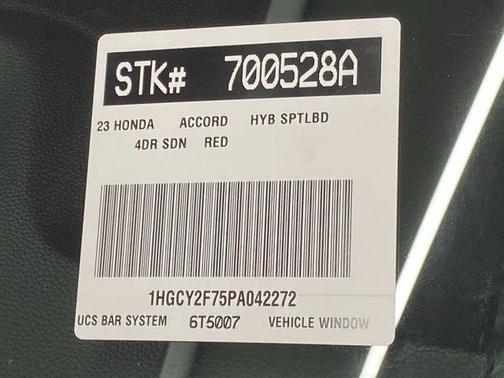 STK# 700528A
23 HONDA ACCORD HYB SPTLBD
4DR SDN RED
1HGCY2F75PA042272
UCS BAR SYSTEM 6T5007 VEHICLE WINDOW